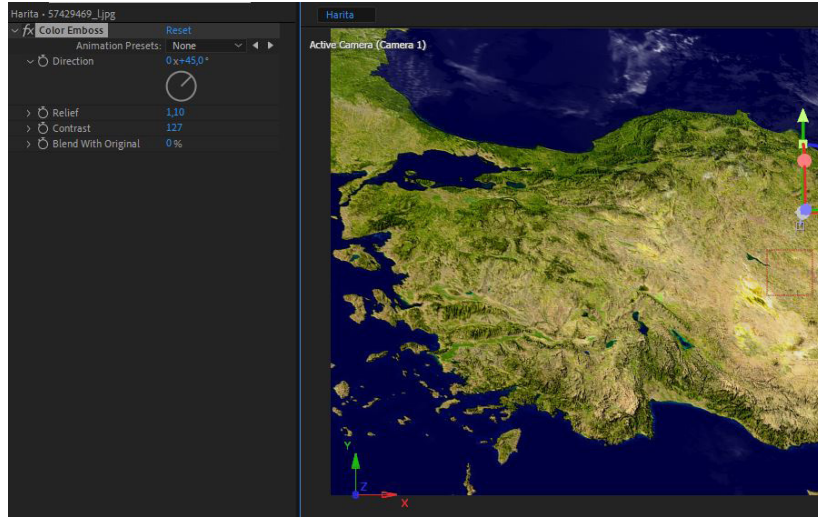 Harita • 57429469_l.jpg
fx Color Emboss Reset
Animation Presets: None
Direction 0x+45,0°
Relief 1,10
Contrast 127
Blend With Original 0 %
Harita
Active Camera (Camera 1)
Y
Z
X